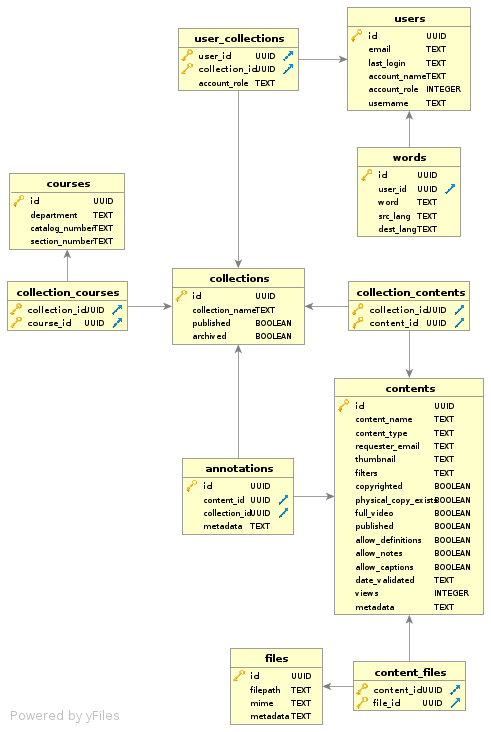 users
id UUID
email TEXT
last_login TEXT
account_name TEXT
account_role INTEGER
username TEXT
user_collections
user_id UUID
collection_id UUID
account_role TEXT
words
id UUID
user_id UUID
word TEXT
src_lang TEXT
dest_lang TEXT
courses
id UUID
department TEXT
catalog_number TEXT
section_number TEXT
collections
id UUID
collection_name TEXT
published BOOLEAN
archived BOOLEAN
collection_courses
collection_id UUID
course_id UUID
collection_contents
collection_id UUID
content_id UUID
contents
id UUID
content_name TEXT
content_type TEXT
requester_email TEXT
thumbnail TEXT
filters TEXT
copyrighted BOOLEAN
physical_copy_exists BOOLEAN
full_video BOOLEAN
published BOOLEAN
allow_definitions BOOLEAN
allow_notes BOOLEAN
allow_captions BOOLEAN
date_validated TEXT
views INTEGER
metadata TEXT
annotations
id UUID
content_id UUID
collection_id UUID
metadata TEXT
files
id UUID
filepath TEXT
mime TEXT
metadata TEXT
content_files
content_id UUID
file_id UUID
Powered by yFiles